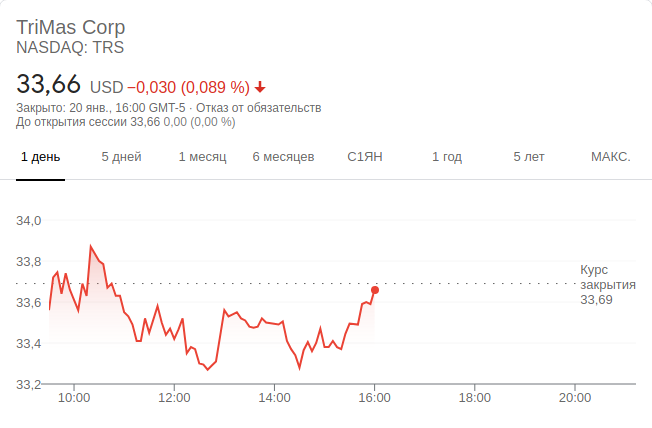 TriMas Corp
NASDAQ: TRS
33,66 USD −0,030 (0,089 %)
Закрыто: 20 янв., 16:00 GMT-5 · Отказ от обязательств
До открытия сессии 33,66 0,00 (0,00 %)
1 день 5 дней 1 месяц 6 месяцев С1ЯН 1 год 5 лет МАКС.
34,0
33,8
Курс
закрытия
33,69
33,6
33,4
33,2
10:00 12:00 14:00 16:00 18:00 20:00